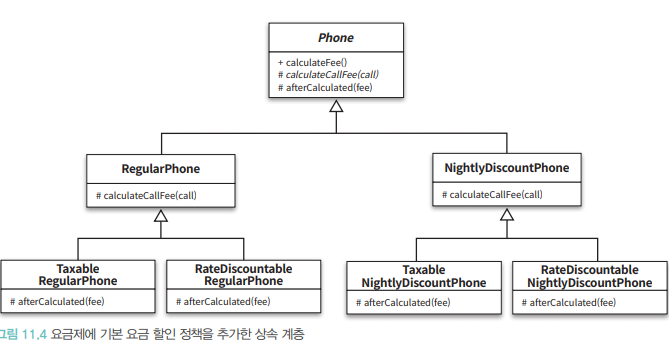 Phone
+ calculateFee()
# calculateCallFee(call)
# afterCalculated(fee)
RegularPhone
# calculateCallFee(call)
NightlyDiscountPhone
# calculateCallFee(call)
Taxable
RegularPhone
# afterCalculated(fee)
RateDiscountable
RegularPhone
# afterCalculated(fee)
Taxable
NightlyDiscountPhone
# afterCalculated(fee)
RateDiscountable
NightlyDiscountPhone
# afterCalculated(fee)
그림 11.4 요금제에 기본 요금 할인 정책을 추가한 상속 계층